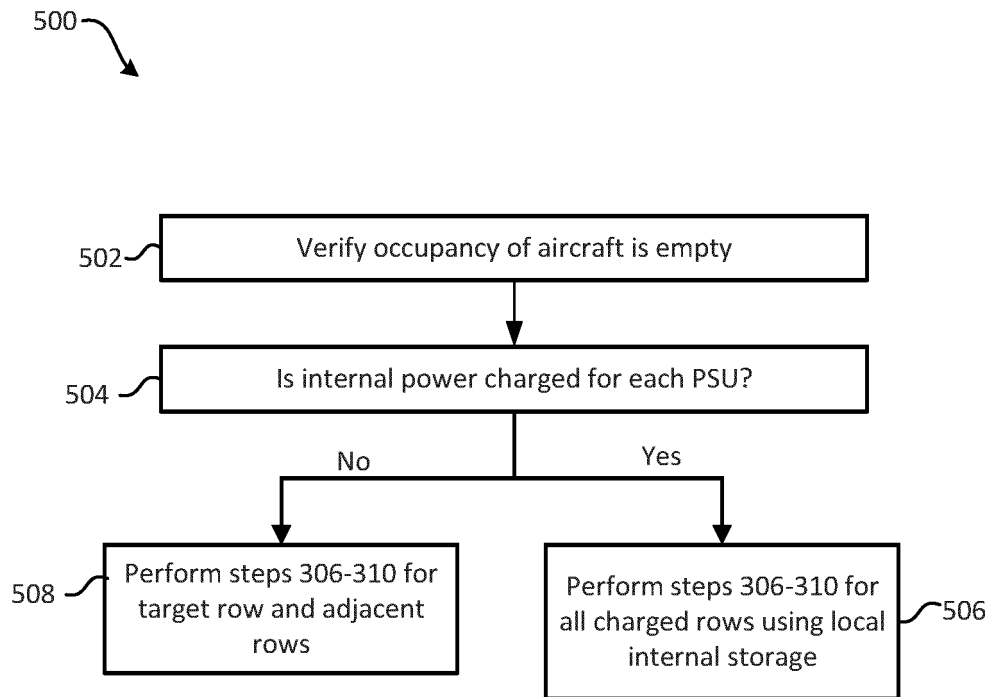 500
502
Verify occupancy of aircraft is empty
504
Is internal power charged for each PSU?
No
Yes
508
Perform steps 306-310 for
target row and adjacent
rows
Perform steps 306-310 for
all charged rows using local
internal storage
506